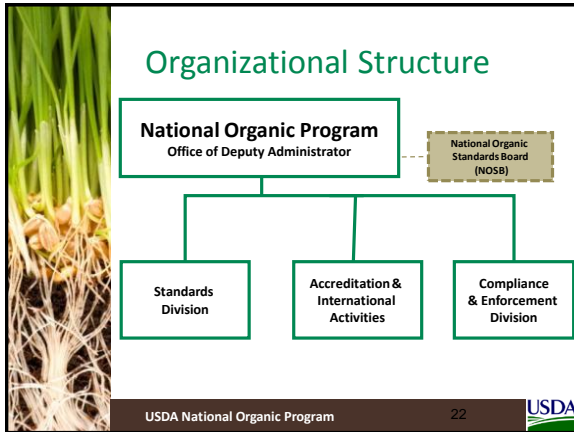 Organizational Structure
National Organic Program
Office of Deputy Administrator
National Organic
Standards Board
(NOSB)
Standards
Division
Accreditation &
International
Activities
Compliance
& Enforcement
Division
USDA National Organic Program
22
USDA